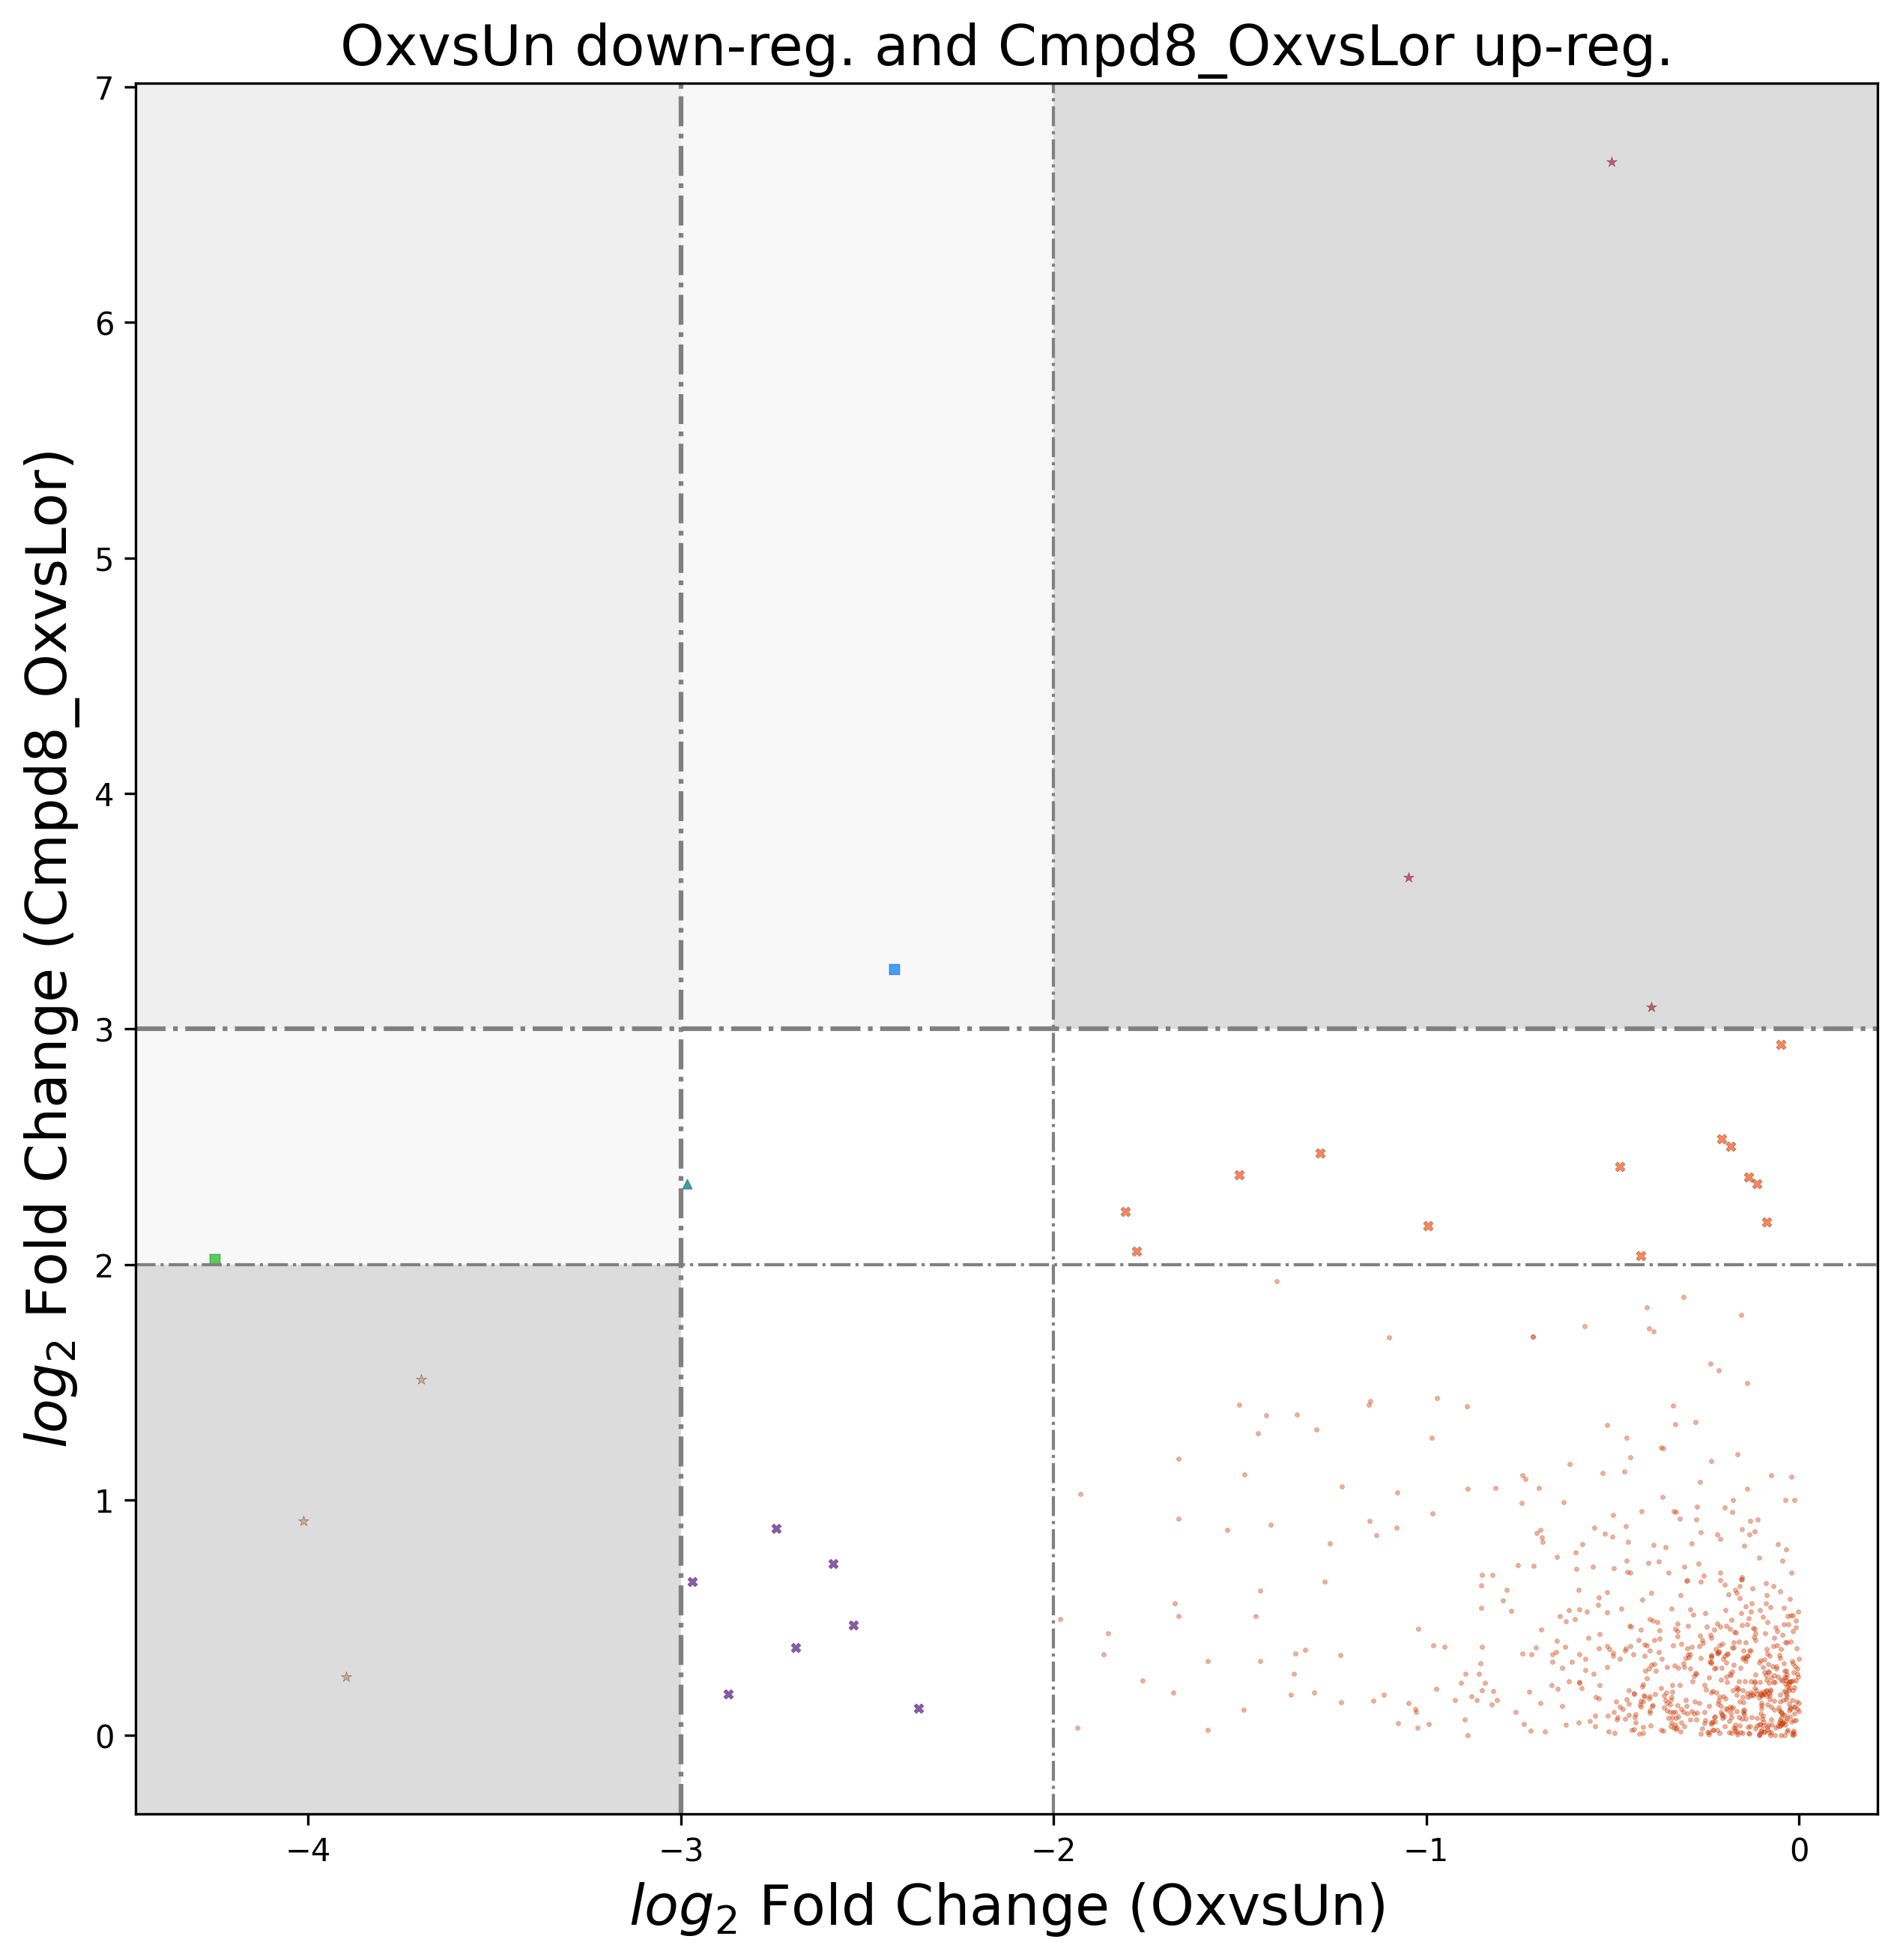 OxvsUn down-reg. and Cmpd8_OxvsLor up-reg.
7
6
5
4
3
2
1
0
log2 Fold Change (Cmpd8_OxvsLor)
−4 −3 −2 −1 0
log2 Fold Change (OxvsUn)